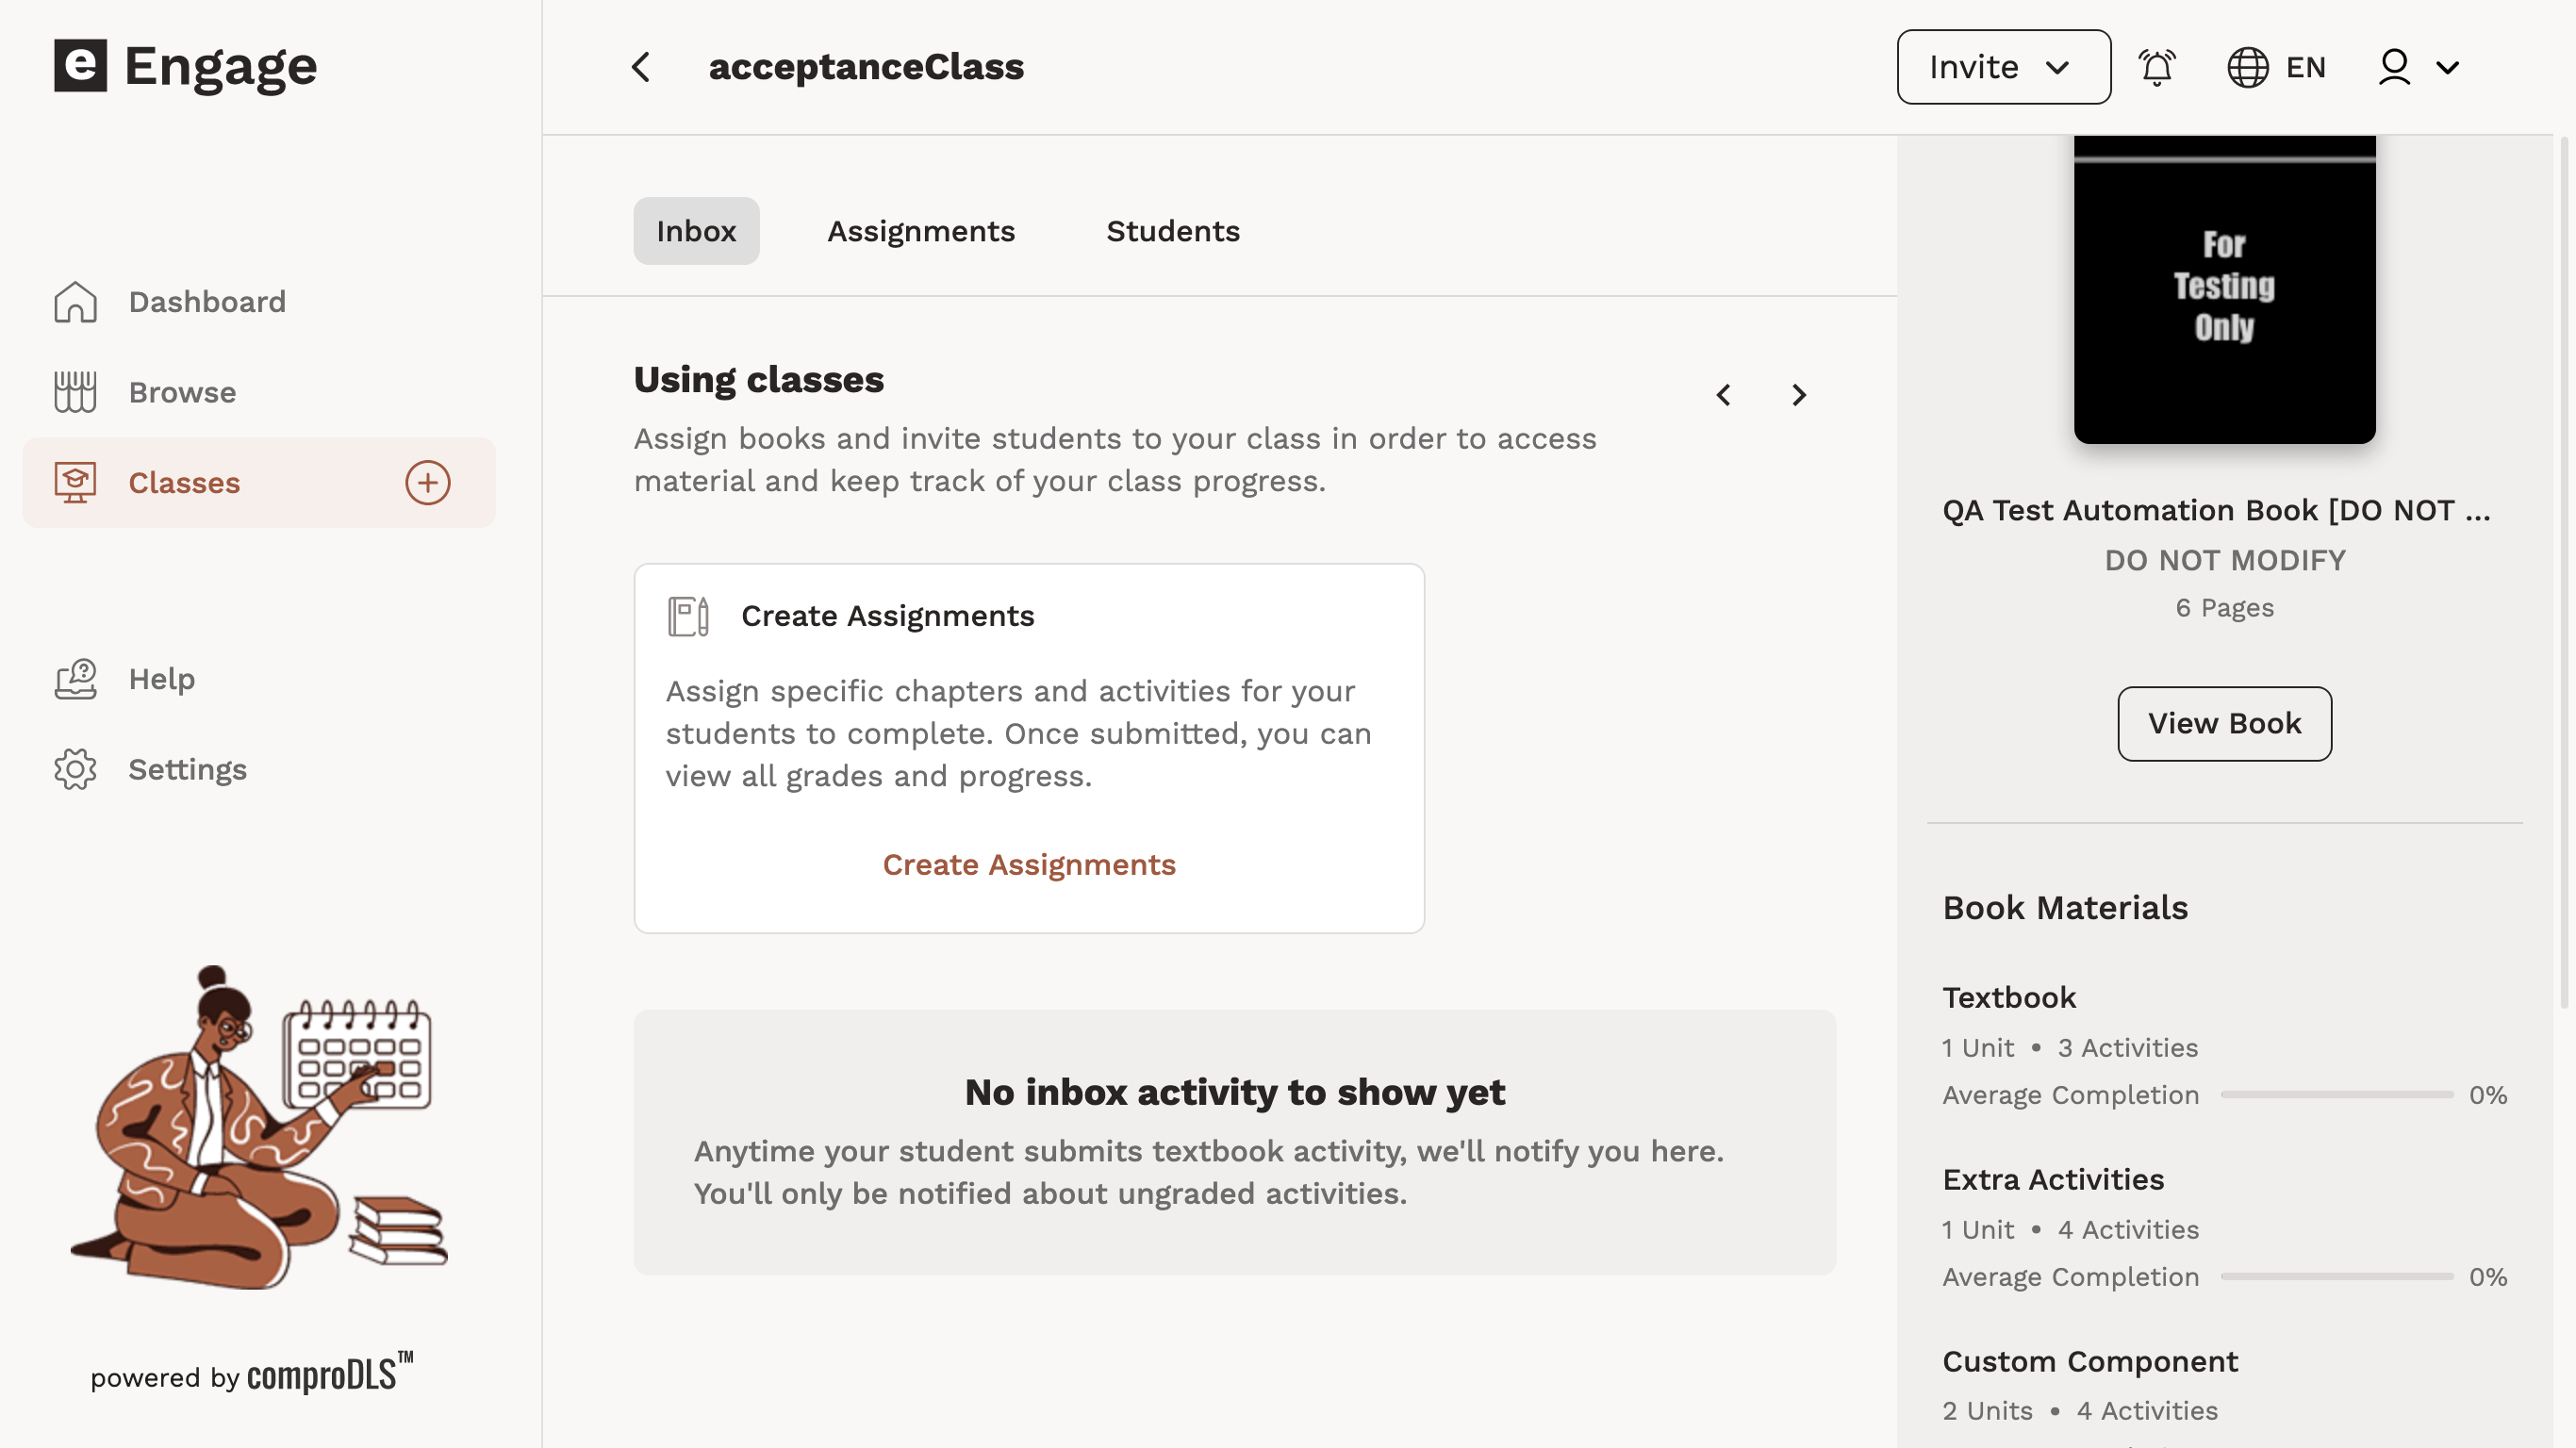 e Engage
acceptanceClass
Invite
EN
Dashboard
Browse
Classes
Help
Settings
powered by comproDLS™
Inbox
Assignments
Students
Using classes
Assign books and invite students to your class in order to access
material and keep track of your class progress.
Create Assignments
Assign specific chapters and activities for your
students to complete. Once submitted, you can
view all grades and progress.
Create Assignments
No inbox activity to show yet
Anytime your student submits textbook activity, we'll notify you here.
You'll only be notified about ungraded activities.
For
Testing
Only
QA Test Automation Book [DO NOT ...
DO NOT MODIFY
6 Pages
View Book
Book Materials
Textbook
1 Unit • 3 Activities
Average Completion 0%
Extra Activities
1 Unit • 4 Activities
Average Completion 0%
Custom Component
2 Units • 4 Activities